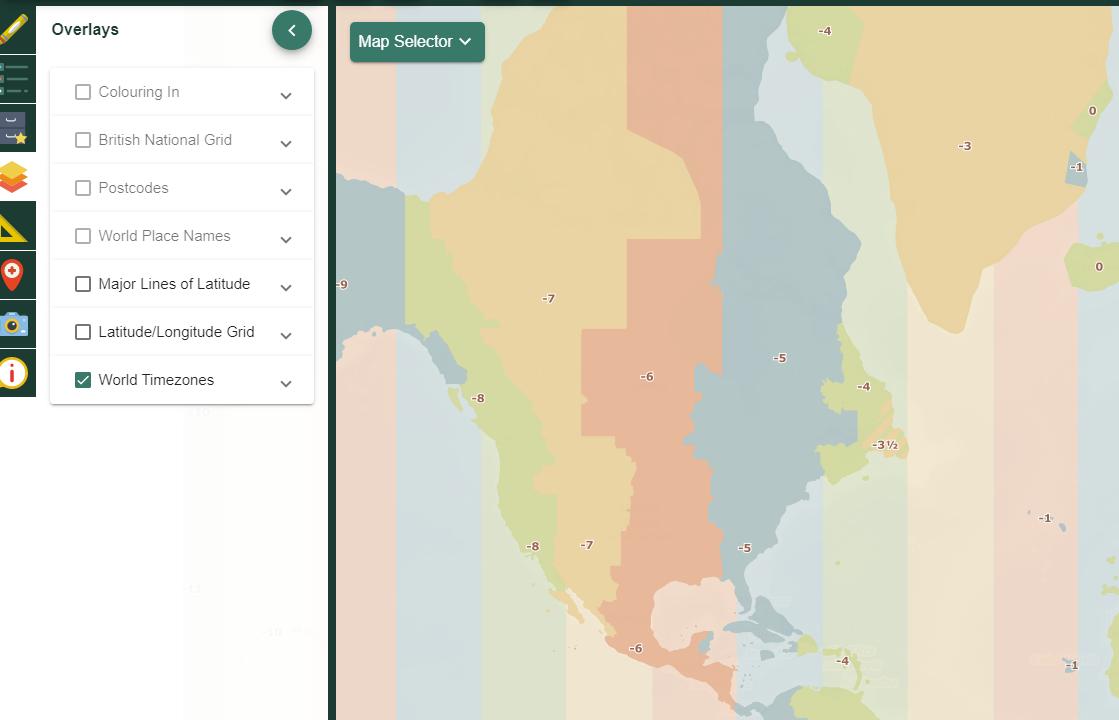 Overlays
Colouring In
British National Grid
Postcodes
World Place Names
Major Lines of Latitude
Latitude/Longitude Grid
World Timezones
Map Selector
-4
0
-3
-1
0
-9
-7
-5
-6
-4
-8
-3½
-1
-8
-7
-5
-6
-4
-1